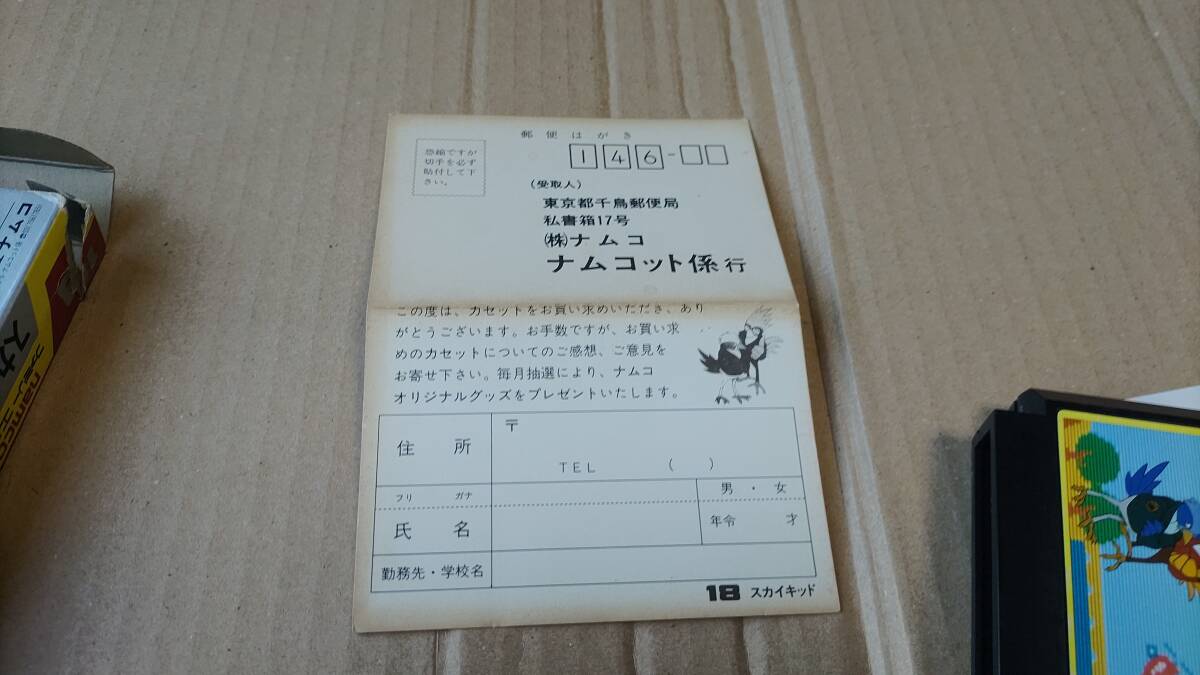 郵便はがき
恐縮ですが
切手を必ず
貼付して下
さい。
146-
(受取人)
東京都千鳥郵便局
私書箱17号
㈱ナムコ
ナムコット係 行
この度は、カセットをお買い求めいただき、あり
がとうございます。お手数ですが、お買い求
めのカセットについてのご感想、ご意見を
お寄せ下さい。毎月抽選により、ナムコ
オリジナルグッズをプレゼントいたします。
住所
〒
TEL ( )
フリガナ
男・女
氏名
年令 才
勤務先・学校名
18 スカイキッド
namco